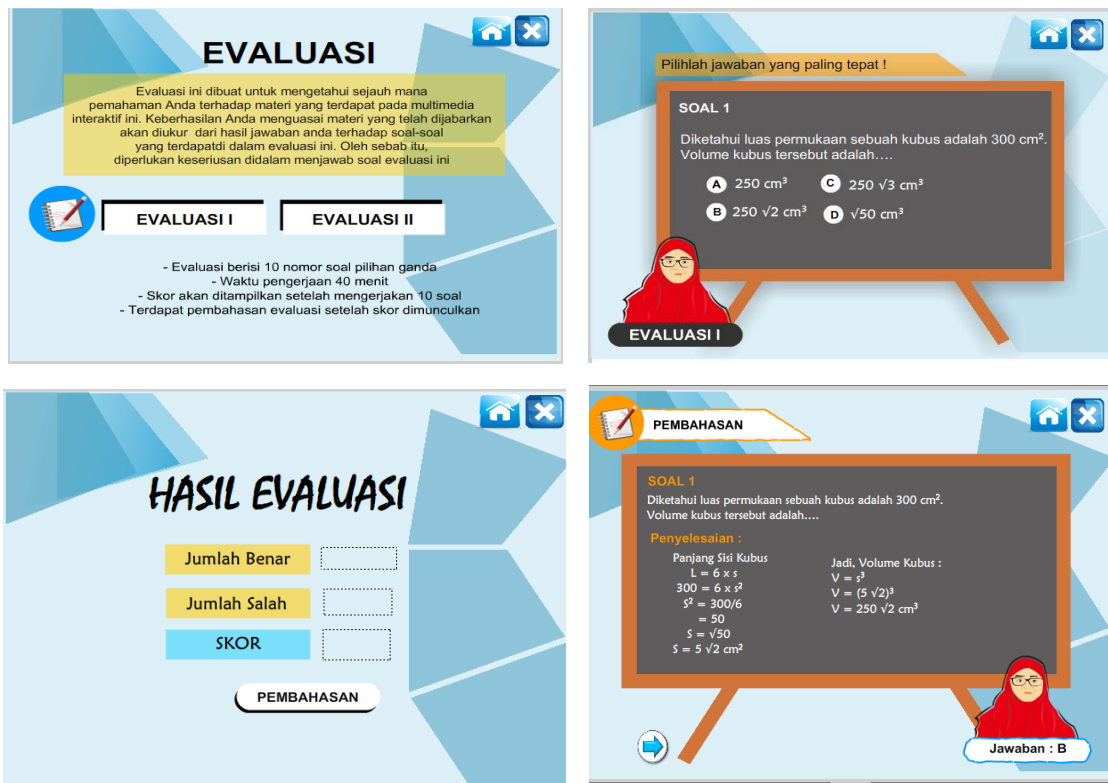 EVALUASI
Evaluasi ini dibuat untuk mengetahui sejauh mana
pemahaman Anda terhadap materi yang terdapat pada multimedia
interaktif ini. Keberhasilan Anda menguasai materi yang telah dijabarkan
akan diukur dari hasil jawaban anda terhadap soal-soal
yang terdapatdi dalam evaluasi ini. Oleh sebab itu,
diperlukan keseriusan didalam menjawab soal evaluasi ini
EVALUASI I
EVALUASI II
- Evaluasi berisi 10 nomor soal pilihan ganda
- Waktu pengerjaan 40 menit
- Skor akan ditampilkan setelah mengerjakan 10 soal
- Terdapat pembahasan evaluasi setelah skor dimunculkan
Pilihlah jawaban yang paling tepat !
SOAL 1
Diketahui luas permukaan sebuah kubus adalah 300 cm².
Volume kubus tersebut adalah....
A 250 cm³
C 250 √3 cm³
B 250 √2 cm³
D √50 cm³
EVALUASI I
HASIL EVALUASI
Jumlah Benar
Jumlah Salah
SKOR
PEMBAHASAN
PEMBAHASAN
SOAL 1
Diketahui luas permukaan sebuah kubus adalah 300 cm².
Volume kubus tersebut adalah....
Penyelesaian :
Panjang Sisi Kubus
L = 6 x s
300 = 6 x s²
S² = 300/6
= 50
S = √50
S = 5 √2 cm²
Jadi, Volume Kubus :
V = s³
V = (5 √2)³
V = 250 √2 cm³
Jawaban : B